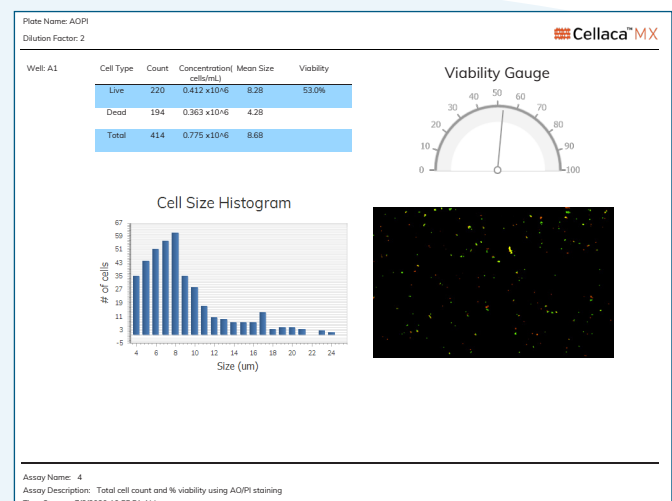 Plate Name: AOPI
Dilution Factor: 2
Cellaca™ MX
Well: A1
Cell Type Count Concentration( cells/mL) Mean Size Viability
Live 220 0.412 x10^6 8.28 53.0%
Dead 194 0.363 x10^6 4.28
Total 414 0.775 x10^6 8.68
Viability Gauge
0 10 20 30 40 50 60 70 80 90 100
Cell Size Histogram
# of cells
67
59
51
43
35
27
19
11
3
-5
4 6 8 10 12 14 16 18 20 22 24
Size (um)
Assay Name: 4
Assay Description: Total cell count and % viability using AO/PI staining